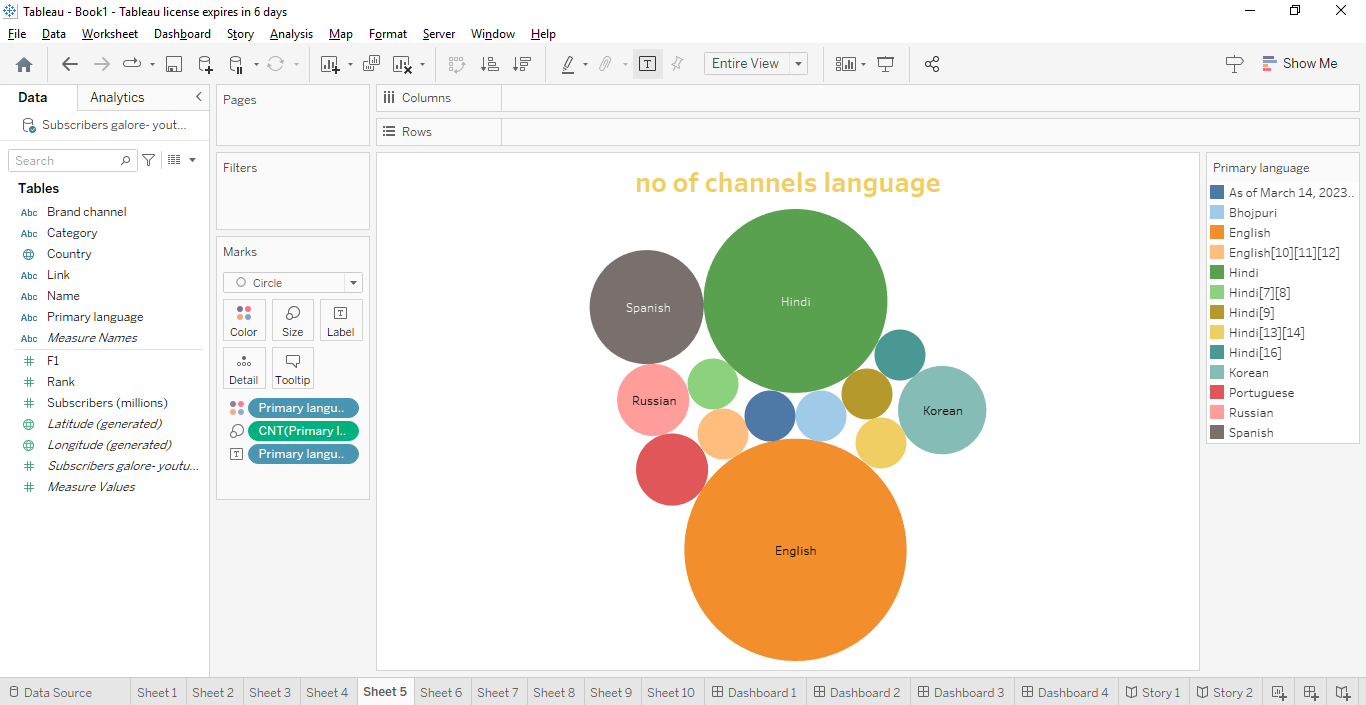 Tableau - Book1 - Tableau license expires in 6 days
File Data Worksheet Dashboard Story Analysis Map Format Server Window Help
Entire View
Show Me
Data Analytics
Subscribers galore- yout...
Search
Tables
Abc Brand channel
Abc Category
Country
Abc Link
Abc Name
Abc Primary language
Abc Measure Names
F1
Rank
Subscribers (millions)
Latitude (generated)
Longitude (generated)
Subscribers galore- youtu...
Measure Values
Pages
Filters
Marks
Circle
Color Size Label
Detail Tooltip
Primary langu..
CNT(Primary l..
Primary langu..
Columns
Rows
no of channels language
Hindi
Spanish
Russian
Korean
English
Primary language
As of March 14, 2023..
Bhojpuri
English
English[10][11][12]
Hindi
Hindi[7][8]
Hindi[9]
Hindi[13][14]
Hindi[16]
Korean
Portuguese
Russian
Spanish
Data Source Sheet 1 Sheet 2 Sheet 3 Sheet 4 Sheet 5 Sheet 6 Sheet 7 Sheet 8 Sheet 9 Sheet 10 Dashboard 1 Dashboard 2 Dashboard 3 Dashboard 4 Story 1 Story 2